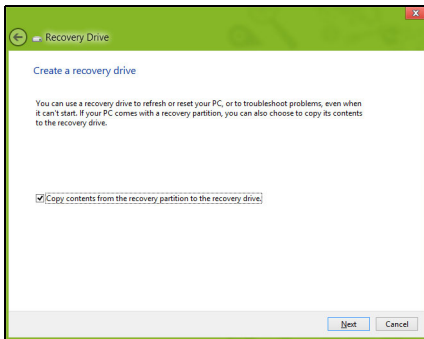 Recovery Drive
Create a recovery drive
You can use a recovery drive to refresh or reset your PC, or to troubleshoot problems, even when
it can't start. If your PC comes with a recovery partition, you can also choose to copy its contents
to the recovery drive.
Copy contents from the recovery partition to the recovery drive.
Next Cancel